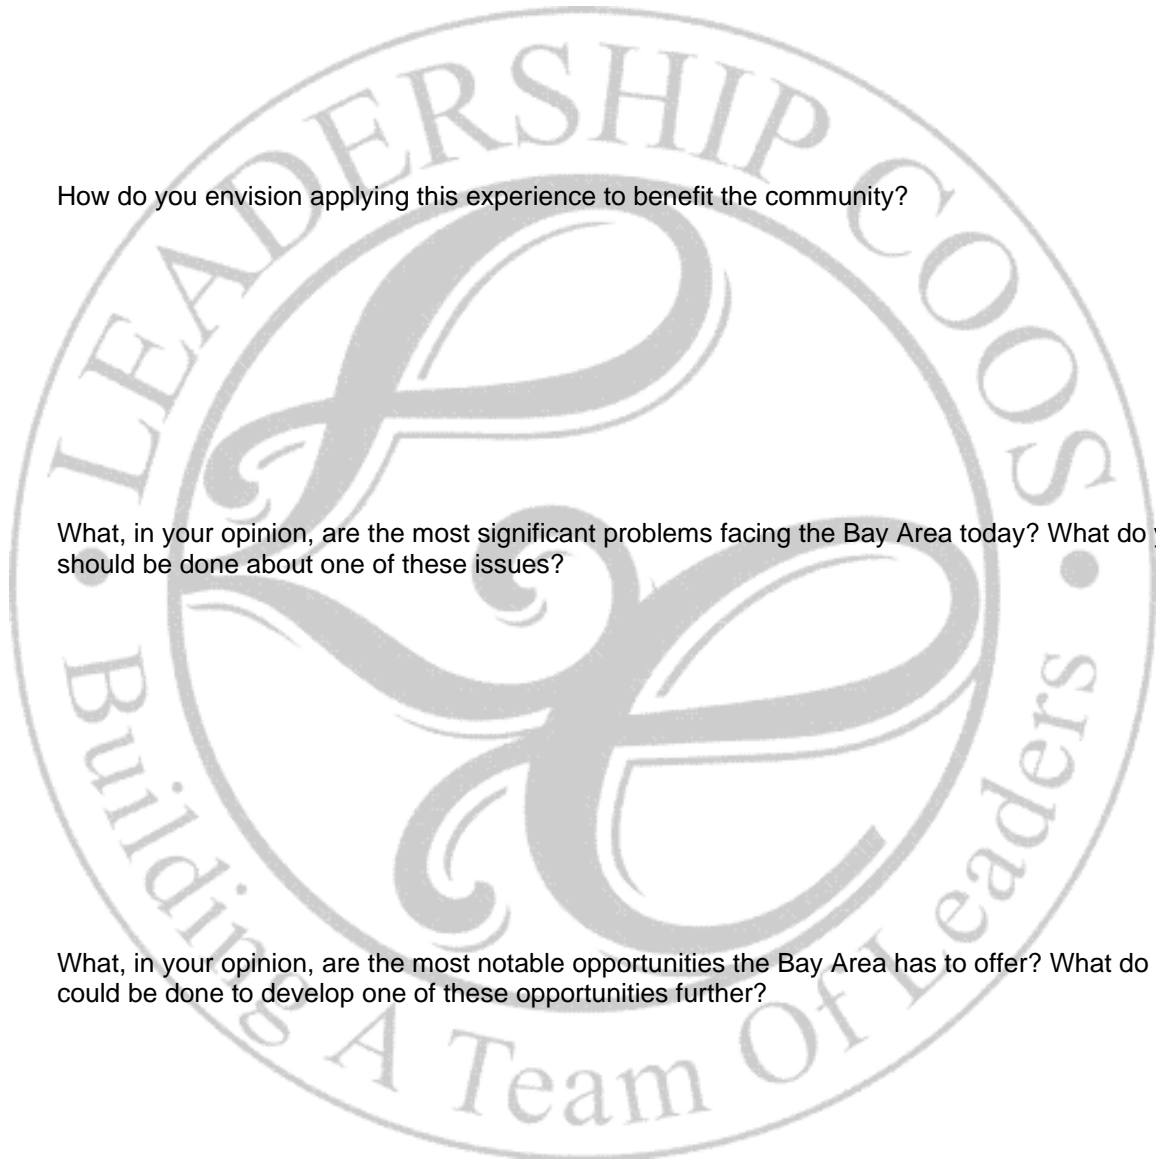 LEADERSHIP COOS
How do you envision applying this experience to benefit the community?
What, in your opinion, are the most significant problems facing the Bay Area today? What do
should be done about one of these issues?
What, in your opinion, are the most notable opportunities the Bay Area has to offer? What do
could be done to develop one of these opportunities further?
Building A Team Of Leaders